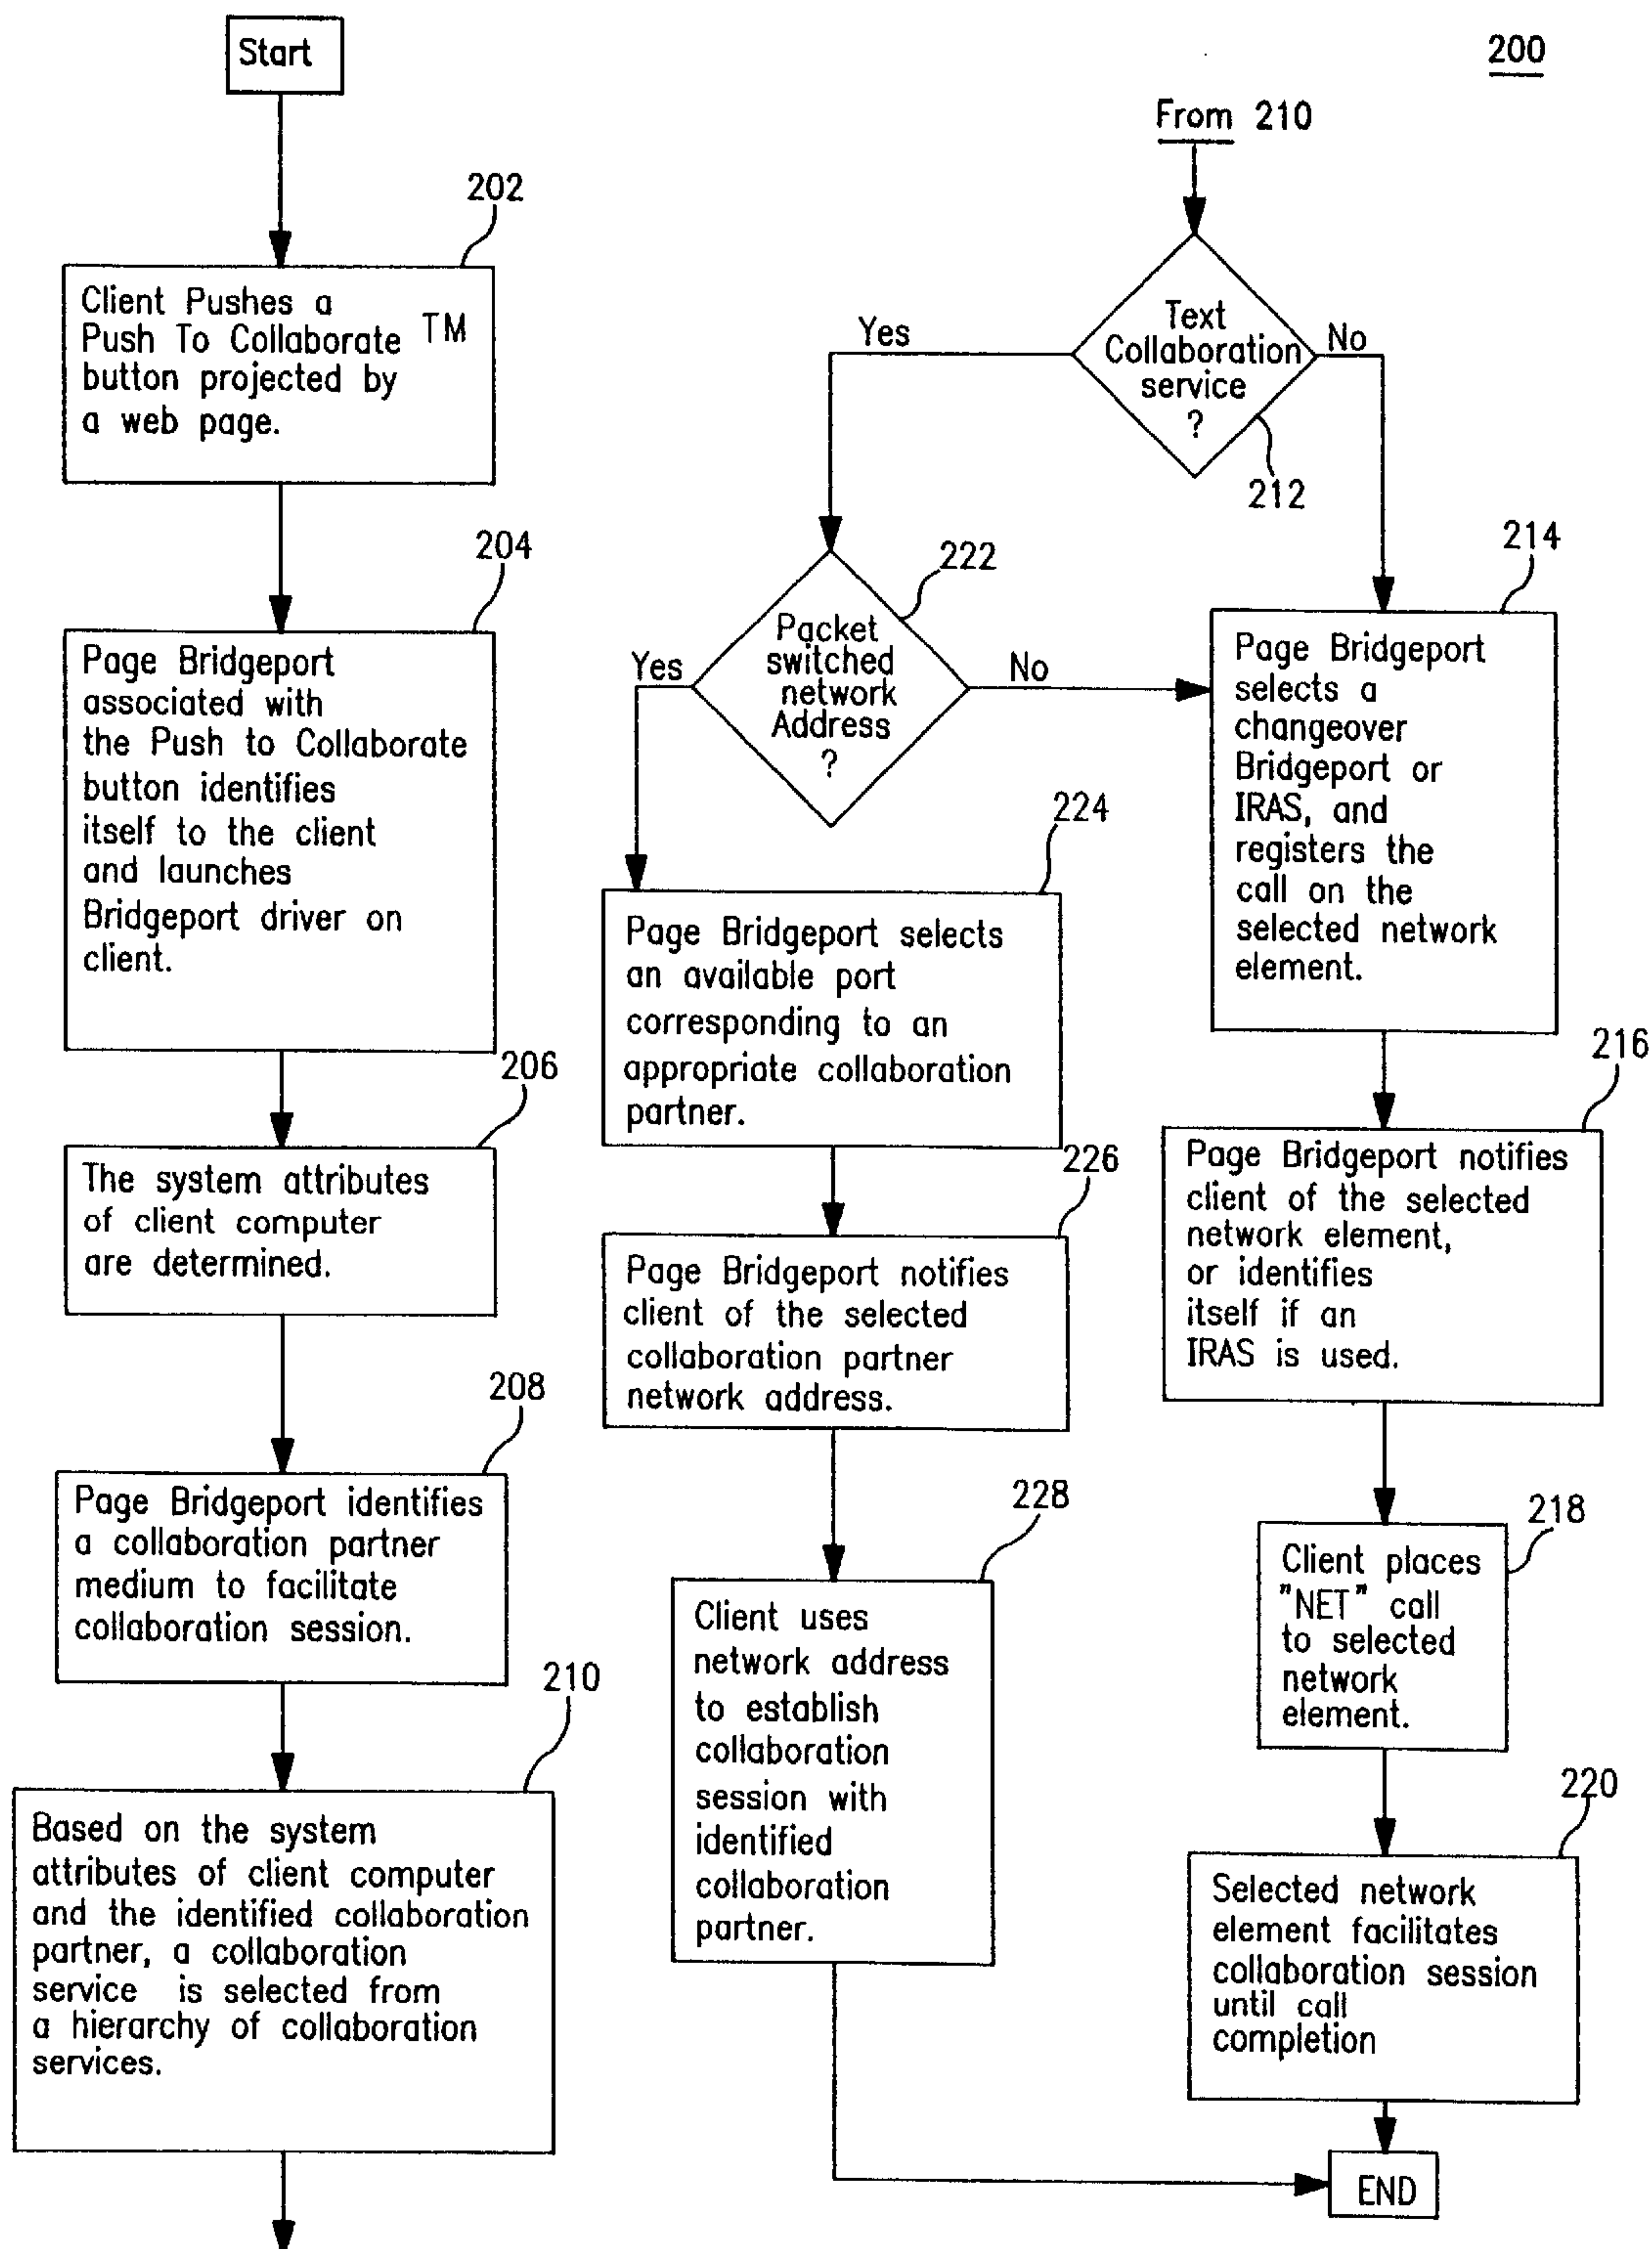 Start
202
Client Pushes a
Push To Collaborate TM
button projected by
a web page.
204
Page Bridgeport
associated with
the Push to Collaborate
button identifies
itself to the client
and launches
Bridgeport driver on
client.
206
The system attributes
of client computer
are determined.
208
Page Bridgeport identifies
a collaboration partner
medium to facilitate
collaboration session.
210
Based on the system
attributes of client computer
and the identified collaboration
partner, a collaboration
service is selected from
a hierarchy of collaboration
services.
200
From 210
Text
Collaboration
service
?
212
Yes
No
222
Packet
switched
network
Address
?
Yes
No
224
Page Bridgeport selects
an available port
corresponding to an
appropriate collaboration
partner.
226
Page Bridgeport notifies
client of the selected
collaboration partner
network address.
228
Client uses
network address
to establish
collaboration
session with
identified
collaboration
partner.
214
Page Bridgeport
selects a
changeover
Bridgeport or
IRAS, and
registers the
call on the
selected network
element.
216
Page Bridgeport notifies
client of the selected
network element,
or identifies
itself if an
IRAS is used.
218
Client places
"NET" call
to selected
network
element.
220
Selected network
element facilitates
collaboration session
until call
completion
END